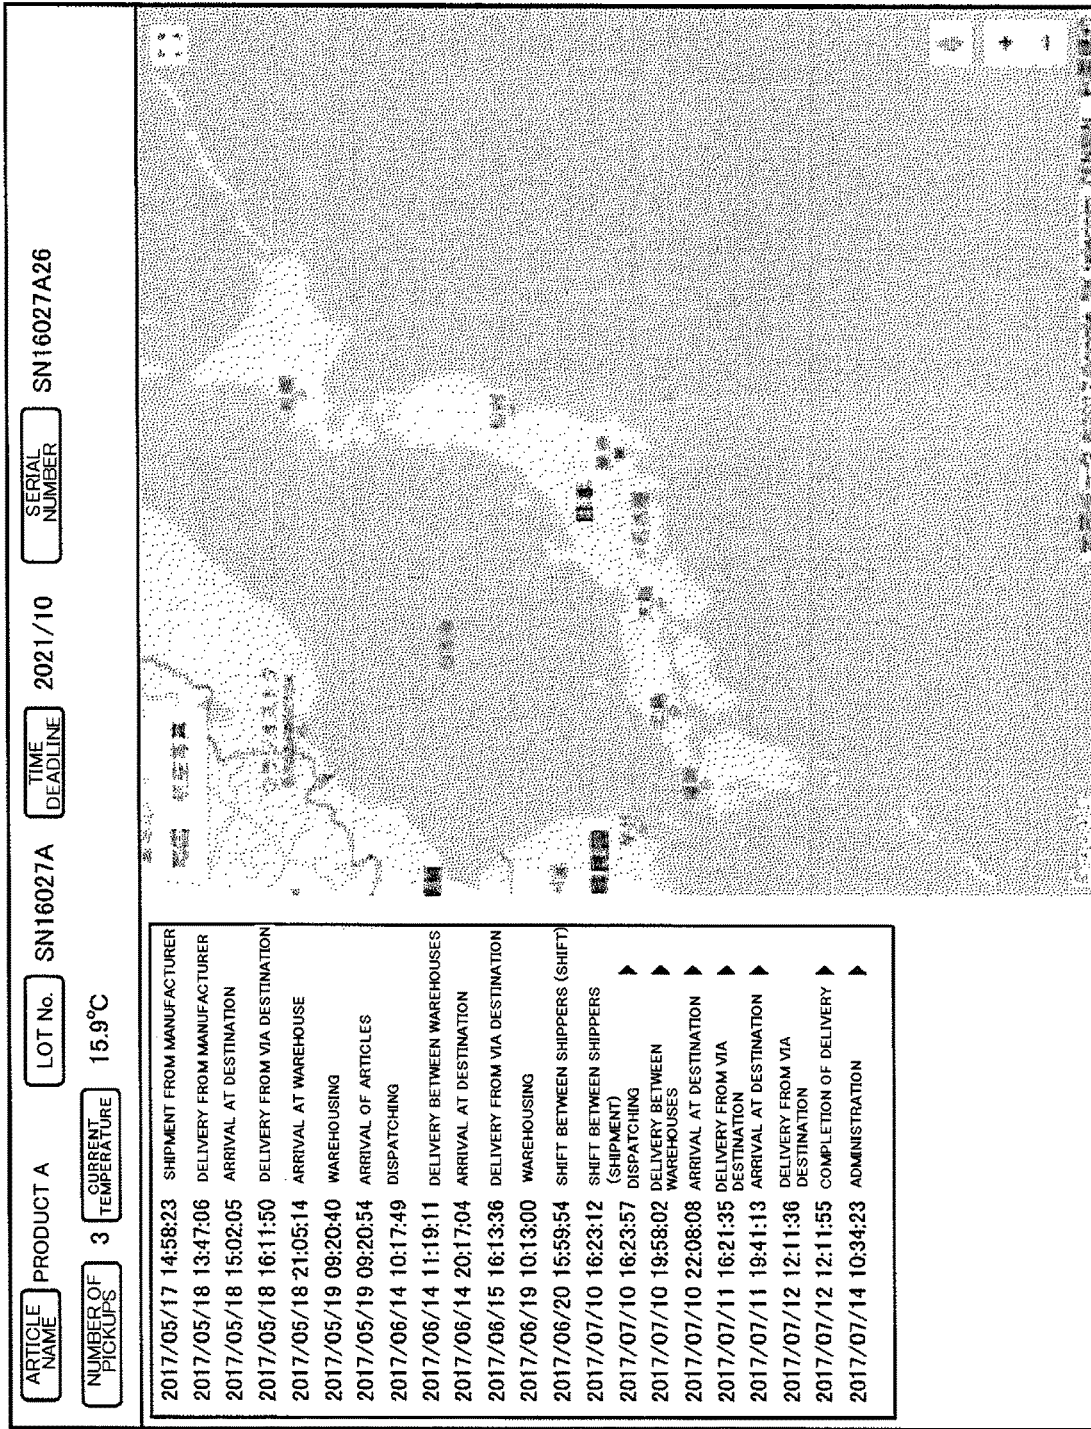 ARTICLE
NAME
PRODUCT A
LOT No.
SN16027A
TIME
DEADLINE
2021/10
SERIAL
NUMBER
SN16027A26
NUMBER OF
PICKUPS
3
CURRENT
TEMPERATURE
15.9°C
2017/05/17 14:58:23 SHIPMENT FROM MANUFACTURER
2017/05/18 13:47:06 DELIVERY FROM MANUFACTURER
2017/05/18 15:02:05 ARRIVAL AT DESTINATION
2017/05/18 16:11:50 DELIVERY FROM VIA DESTINATION
2017/05/18 21:05:14 ARRIVAL AT WAREHOUSE
2017/05/19 09:20:40 WAREHOUSING
2017/05/19 09:20:54 ARRIVAL OF ARTICLES
2017/06/14 10:17:49 DISPATCHING
2017/06/14 11:19:11 DELIVERY BETWEEN WAREHOUSES
2017/06/14 20:17:04 ARRIVAL AT DESTINATION
2017/06/15 16:13:36 DELIVERY FROM VIA DESTINATION
2017/06/19 10:13:00 WAREHOUSING
2017/06/20 15:59:54 SHIFT BETWEEN SHIPPERS (SHIFT)
2017/07/10 16:23:12 SHIFT BETWEEN SHIPPERS
(SHIPMENT)
2017/07/10 16:23:57 DISPATCHING
2017/07/10 19:58:02 DELIVERY BETWEEN
WAREHOUSES
2017/07/10 22:08:08 ARRIVAL AT DESTINATION
2017/07/11 16:21:35 DELIVERY FROM VIA
DESTINATION
2017/07/11 19:41:13 ARRIVAL AT DESTINATION
2017/07/12 12:11:36 DELIVERY FROM VIA
DESTINATION
2017/07/12 12:11:55 COMPLETION OF DELIVERY
2017/07/14 10:34:23 ADMINISTRATION
+
−